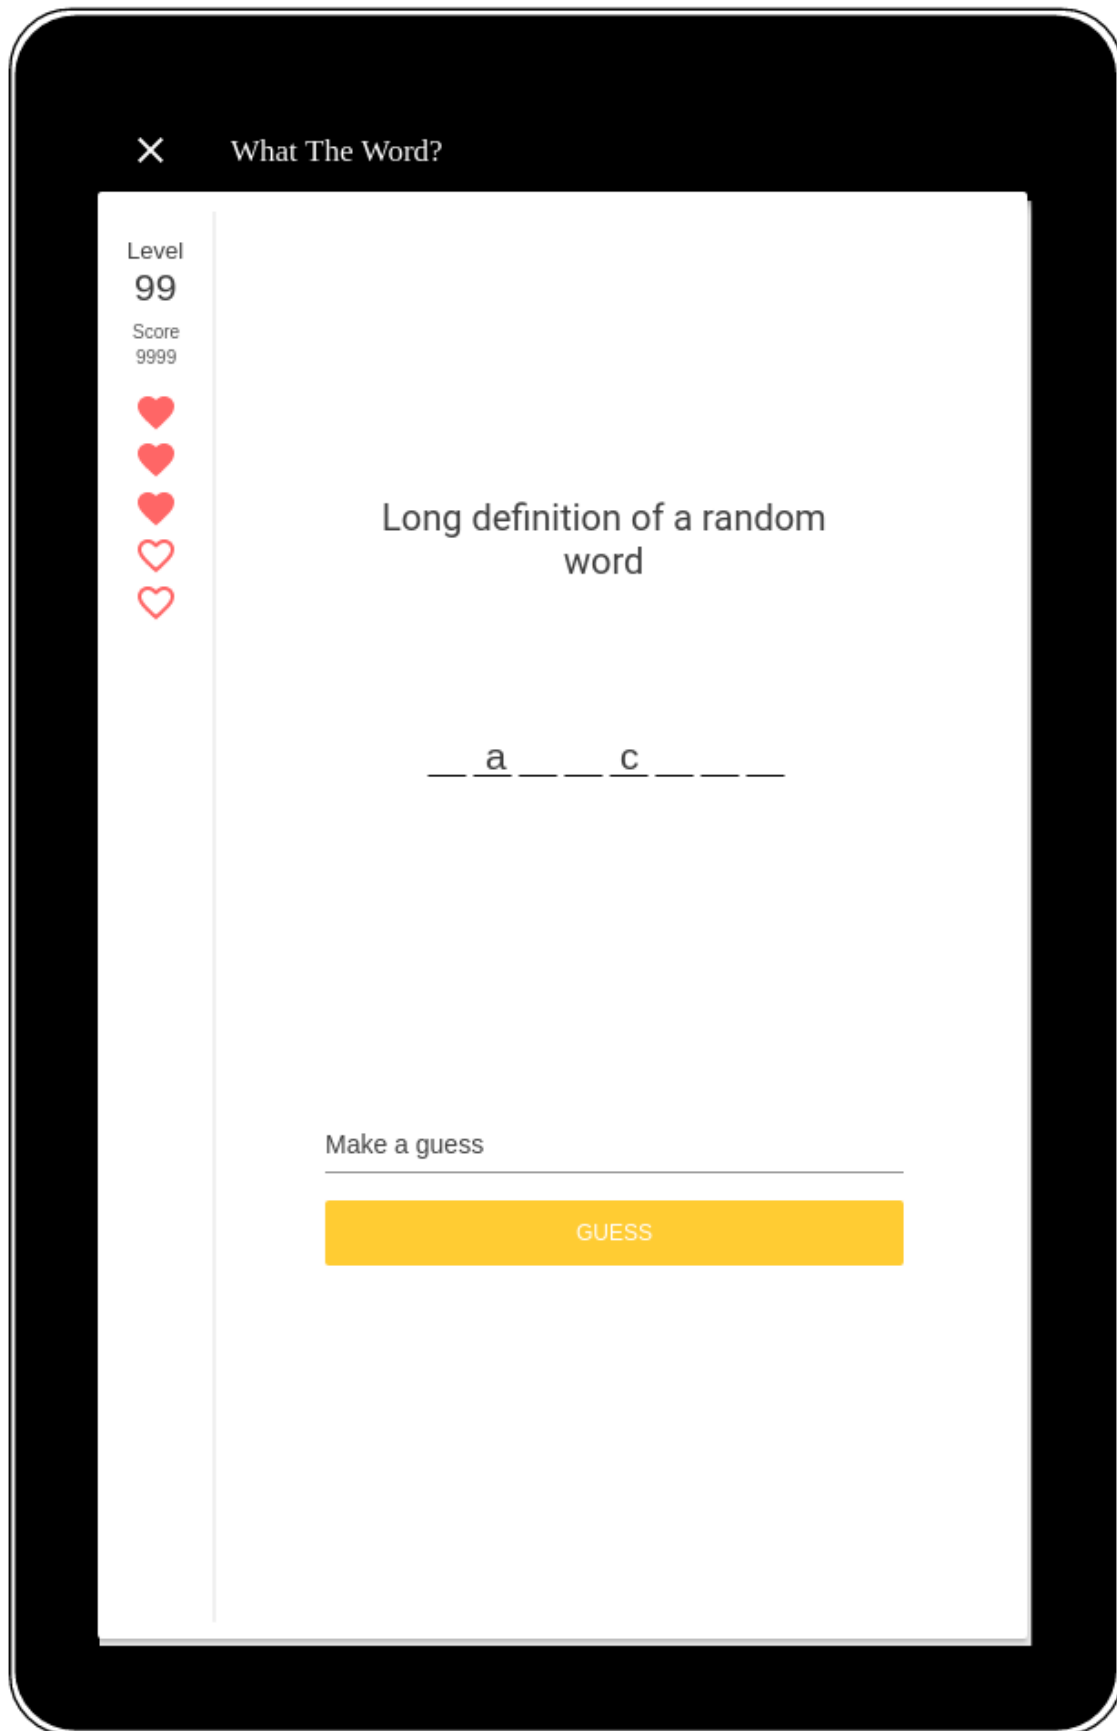 What The Word?
Level
99
Score
9999
Long definition of a random
word
_ a _ _ c _ _ _
Make a guess
GUESS